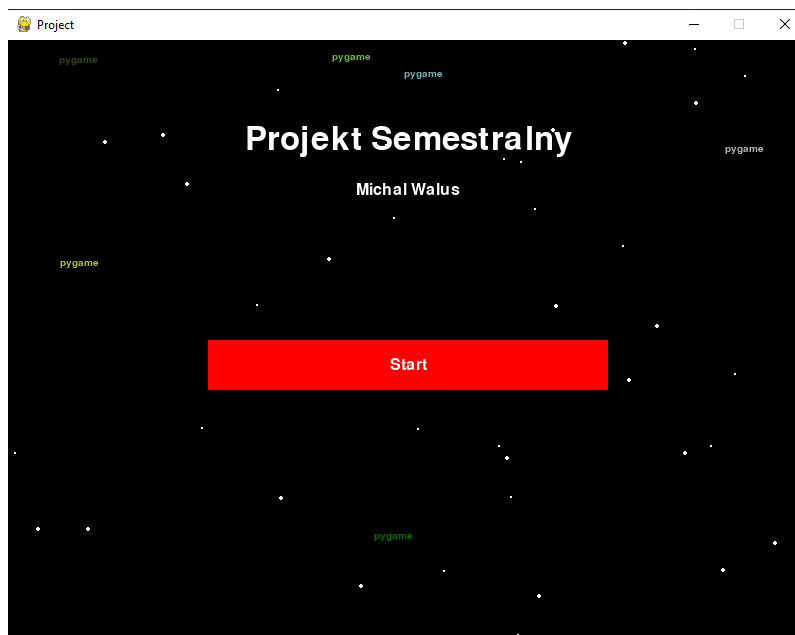 Project
pygame
pygame
pygame
Projekt Semestralny
pygame
Michal Walus
pygame
Start
pygame